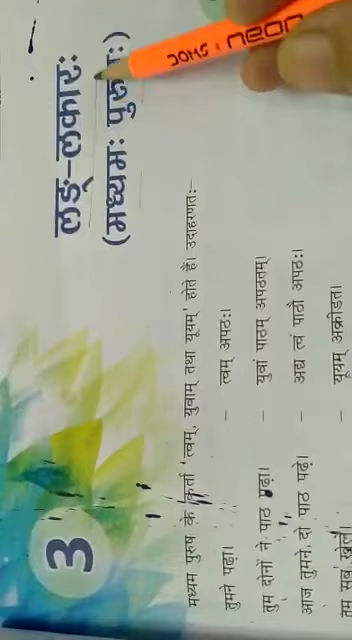 3
लङ्-लकारः
(मध्यमः पुरुषः)
मध्यम पुरुष के कर्ता 'त्वम्, युवाम् तथा यूयम्' होते हैं। उदाहरणतः-
तुमने पढ़ा। – त्वम् अपठः।
तुम दोनों ने पाठ पढ़ा। – युवां पाठम् अपठतम्।
आज तुमने, दो पाठ पढ़े। – अद्य त्वं पाठौ अपठः।
तुम सब खेले। – यूयम् अक्रीडत।